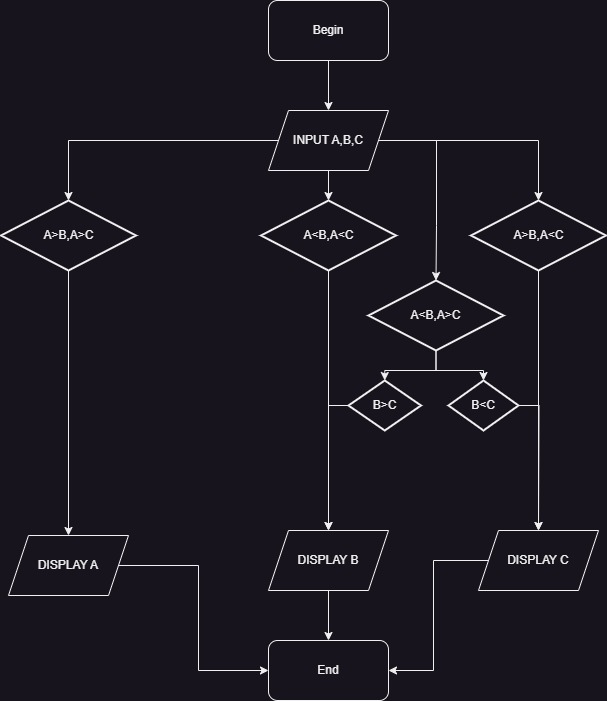 Begin
INPUT A,B,C
A>B,A>C
A<B,A<C
A>B,A<C
A<B,A>C
B>C
B<C
DISPLAY A
DISPLAY B
DISPLAY C
End